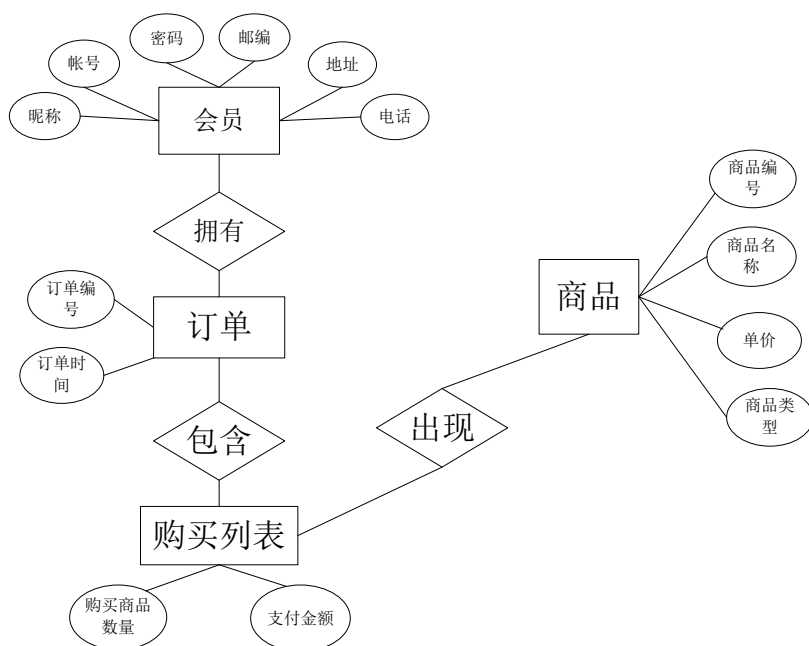 密码
邮编
帐号
地址
昵称
会员
电话
商品编
号
拥有
商品名
称
订单编
号
订单
商品
订单时
间
单价
商品类
型
包含
出现
购买列表
购买商品
数量
支付金额